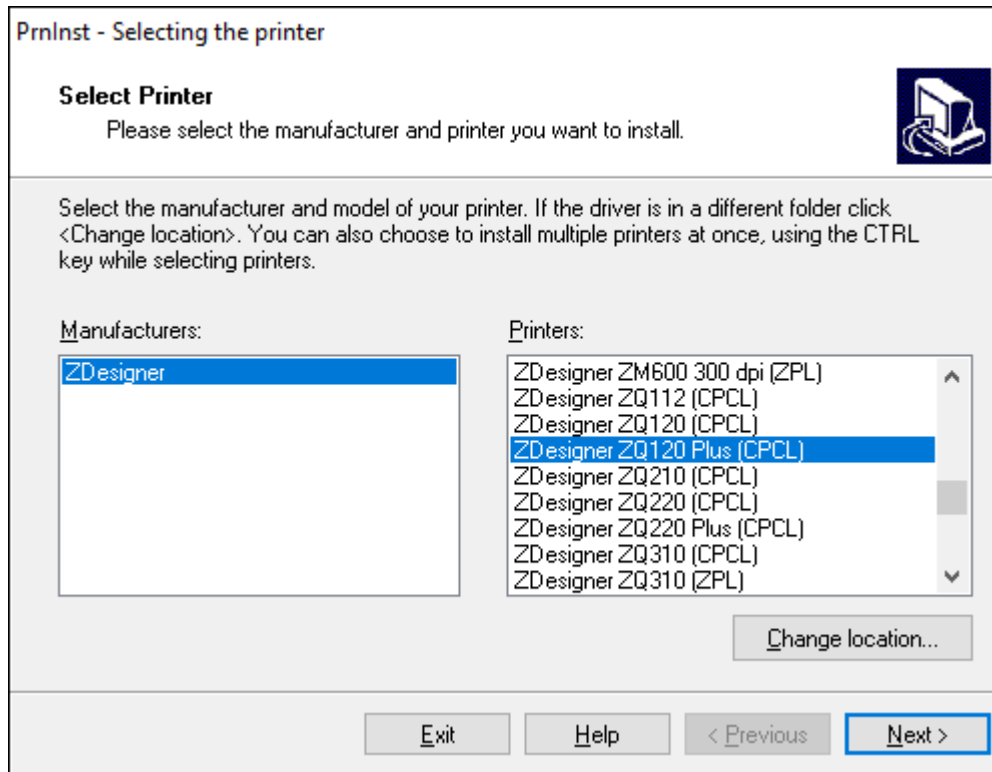 PrnInst - Selecting the printer
Select Printer
Please select the manufacturer and printer you want to install.
Select the manufacturer and model of your printer. If the driver is in a different folder click
<Change location>. You can also choose to install multiple printers at once, using the CTRL
key while selecting printers.
Manufacturers:
ZDesigner
Printers:
ZDesigner ZM600 300 dpi (ZPL)
ZDesigner ZQ112 (CPCL)
ZDesigner ZQ120 (CPCL)
ZDesigner ZQ120 Plus (CPCL)
ZDesigner ZQ210 (CPCL)
ZDesigner ZQ220 (CPCL)
ZDesigner ZQ220 Plus (CPCL)
ZDesigner ZQ310 (CPCL)
ZDesigner ZQ310 (ZPL)
Change location...
Exit
Help
< Previous
Next >